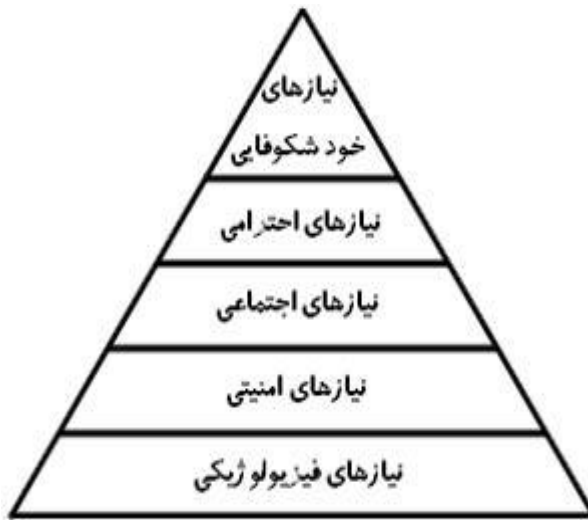 نیازهای
خود شکوفایی
نیازهای احترامی
نیازهای اجتماعی
نیازهای امنیتی
نیازهای فیزیولوژیکی